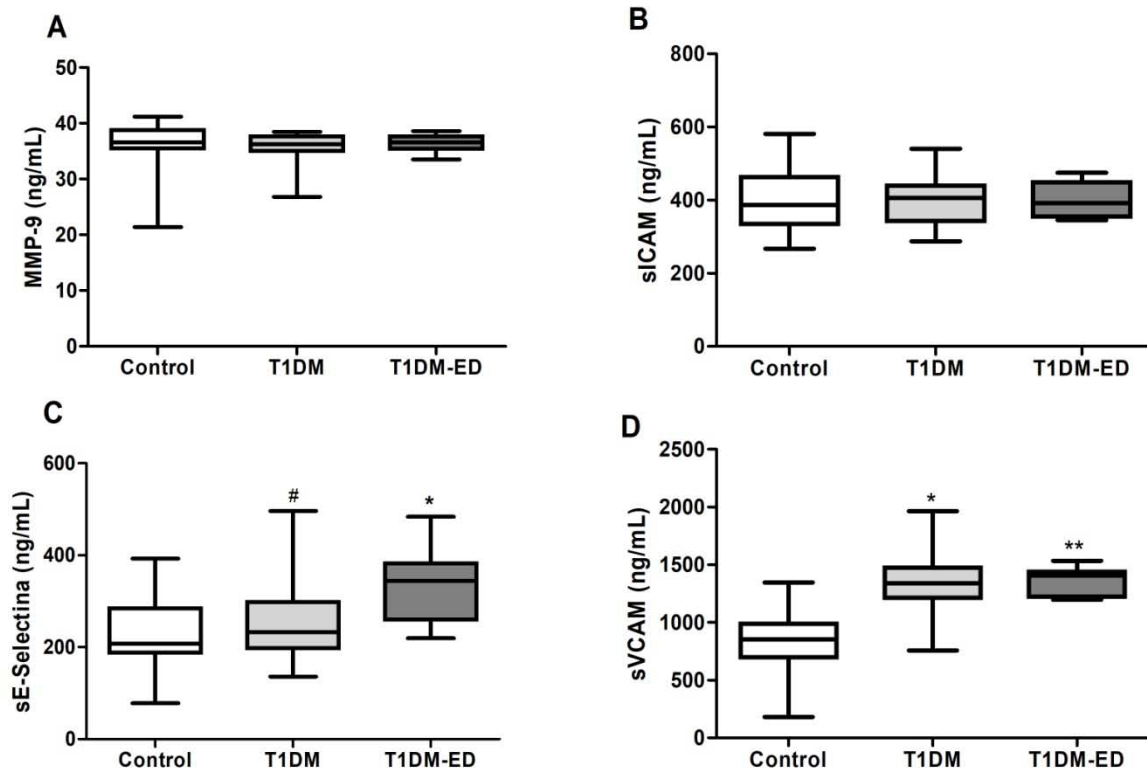 A
MMP-9 (ng/mL)
50
40
30
20
10
0
Control T1DM T1DM-ED
B
sICAM (ng/mL)
800
600
400
200
0
Control T1DM T1DM-ED
C
sE-Selectina (ng/mL)
600
400
200
0
# *
Control T1DM T1DM-ED
D
sVCAM (ng/mL)
2500
2000
1500
1000
500
0
* **
Control T1DM T1DM-ED